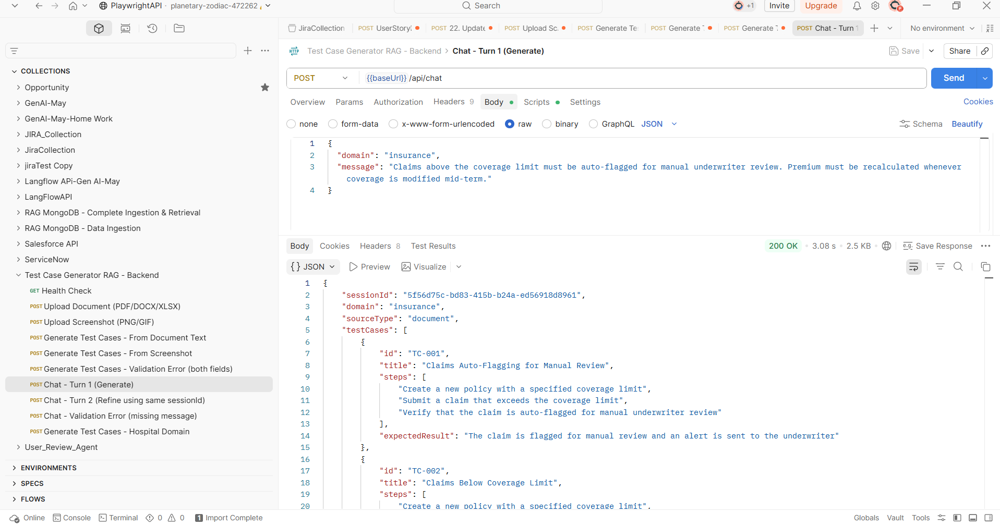 PlaywrightAPI · planetary-zodiac-472262
Search
+1
Invite
Upgrade
JiraCollection
POST UserStory
POST 22. Update
POST Upload Sc
POST Generate Te
POST Generate
POST Generate
POST Chat - Turn 1
No environment
HTTP Test Case Generator RAG - Backend > Chat - Turn 1 (Generate)
Save
Share
POST {{baseUrl}} /api/chat
Send
Overview Params Authorization Headers 9 Body Scripts Settings Cookies
none form-data x-www-form-urlencoded raw binary GraphQL JSON Schema Beautify
1 {
2 "domain": "insurance",
3 "message": "Claims above the coverage limit must be auto-flagged for manual underwriter review. Premium must be recalculated whenever
coverage is modified mid-term."
4 }
COLLECTIONS
Opportunity
GenAI-May
GenAI-May-Home Work
JIRA_Collection
JiraCollection
jiraTest Copy
Langflow APi-Gen AI-May
LangFlowAPI
RAG MongoDB - Complete Ingestion & Retrieval
RAG MongoDB - Data Ingestion
Salesforce API
ServiceNow
Test Case Generator RAG - Backend
GET Health Check
POST Upload Document (PDF/DOCX/XLSX)
POST Upload Screenshot (PNG/GIF)
POST Generate Test Cases - From Document Text
POST Generate Test Cases - From Screenshot
POST Generate Test Cases - Validation Error (both fields)
POST Chat - Turn 1 (Generate)
POST Chat - Turn 2 (Refine using same sessionId)
POST Chat - Validation Error (missing message)
POST Generate Test Cases - Hospital Domain
User_Review_Agent
ENVIRONMENTS
SPECS
FLOWS
Body Cookies Headers 8 Test Results
200 OK • 3.08 s • 2.5 KB e.g. Save Response
{} JSON Preview Visualize
1 {
2 "sessionId": "5f56d75c-bd83-415b-b24a-ed56918d8961",
3 "domain": "insurance",
4 "sourceType": "document",
5 "testCases": [
6 {
7 "id": "TC-001",
8 "title": "Claims Auto-Flagging for Manual Review",
9 "steps": [
10 "Create a new policy with a specified coverage limit",
11 "Submit a claim that exceeds the coverage limit",
12 "Verify that the claim is auto-flagged for manual underwriter review"
13 ],
14 "expectedResult": "The claim is flagged for manual review and an alert is sent to the underwriter"
15 },
16 {
17 "id": "TC-002",
18 "title": "Claims Below Coverage Limit",
19 "steps": [
20 "Create a new policy with a specified coverage limit",
Online Console Terminal 0 0 1 Import Complete
Globals Vault Tools